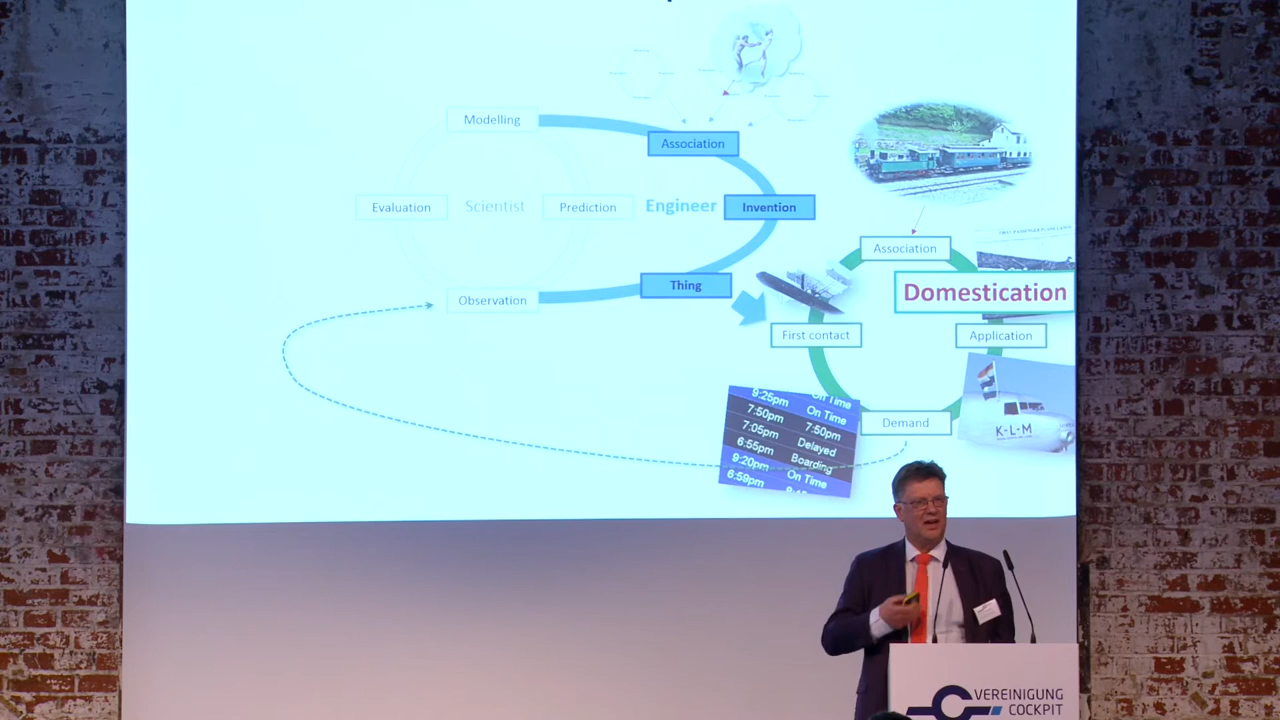 Modelling
Association
Evaluation
Scientist
Prediction
Engineer
Invention
Association
Observation
Thing
Domestication
First contact
Application
Demand
9:25pm On Time
7:50pm On Time
7:05pm 7:50pm
6:55pm Delayed
9:20pm Boarding
6:59pm On Time
K-L-M
VEREINIGUNG
COCKPIT